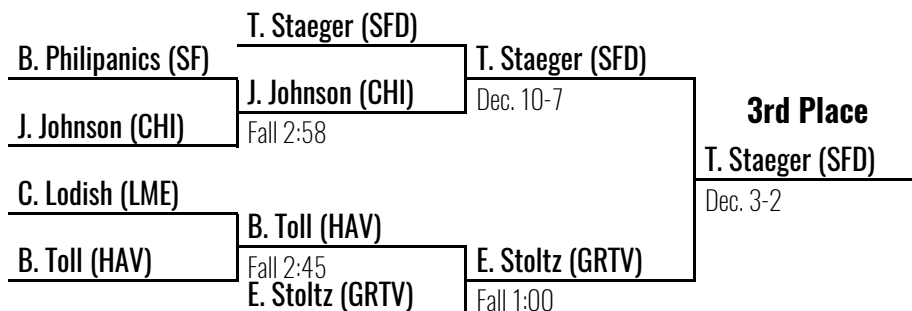 T. Staeger (SFD)
B. Philipanics (SF)
T. Staeger (SFD)
J. Johnson (CHI)
Dec. 10-7
J. Johnson (CHI)
Fall 2:58
3rd Place
T. Staeger (SFD)
Dec. 3-2
C. Lodish (LME)
B. Toll (HAV)
B. Toll (HAV)
Fall 2:45
E. Stoltz (GRTV)
E. Stoltz (GRTV)
Fall 1:00